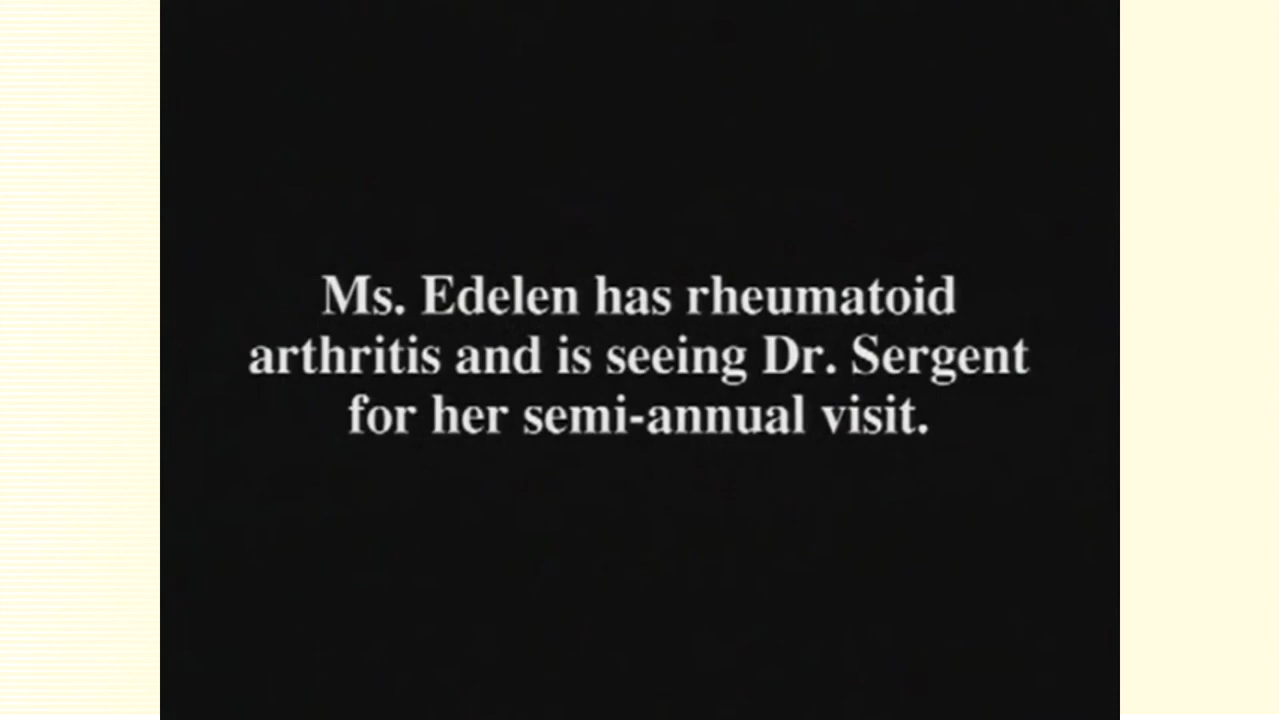 Ms. Edelen has rheumatoid
arthritis and is seeing Dr. Sergent
for her semi-annual visit.